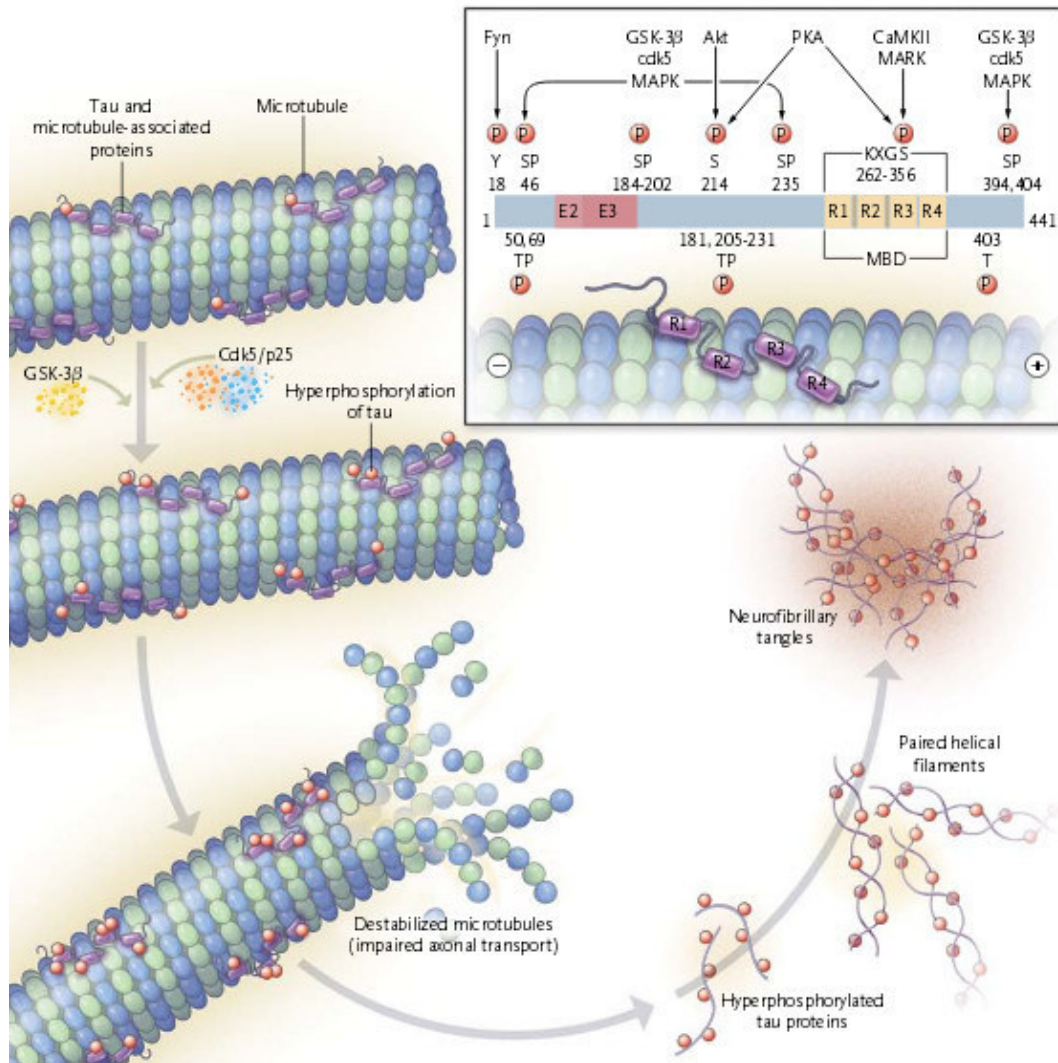 Fyn
GSK-3β
cdk5
MAPK
Akt
PKA
CaMKII
MARK
GSK-3β
cdk5
MAPK
P P P P P P P
Y SP SP S SP KXGS SP
18 46 184-202 214 235 262-356 394,404
1 E2 E3 R1 R2 R3 R4 441
50,69 181, 205-231 MBD 403
TP TP T
P P P
R1
R2
R3
R4
−
+
Tau and
microtubule-associated
proteins
Microtubule
GSK-3β
Cdk5/p25
Hyperphosphorylation
of tau
Destabilized microtubules
(impaired axonal transport)
Hyperphosphorylated
tau proteins
Paired helical
filaments
Neurofibrillary
tangles